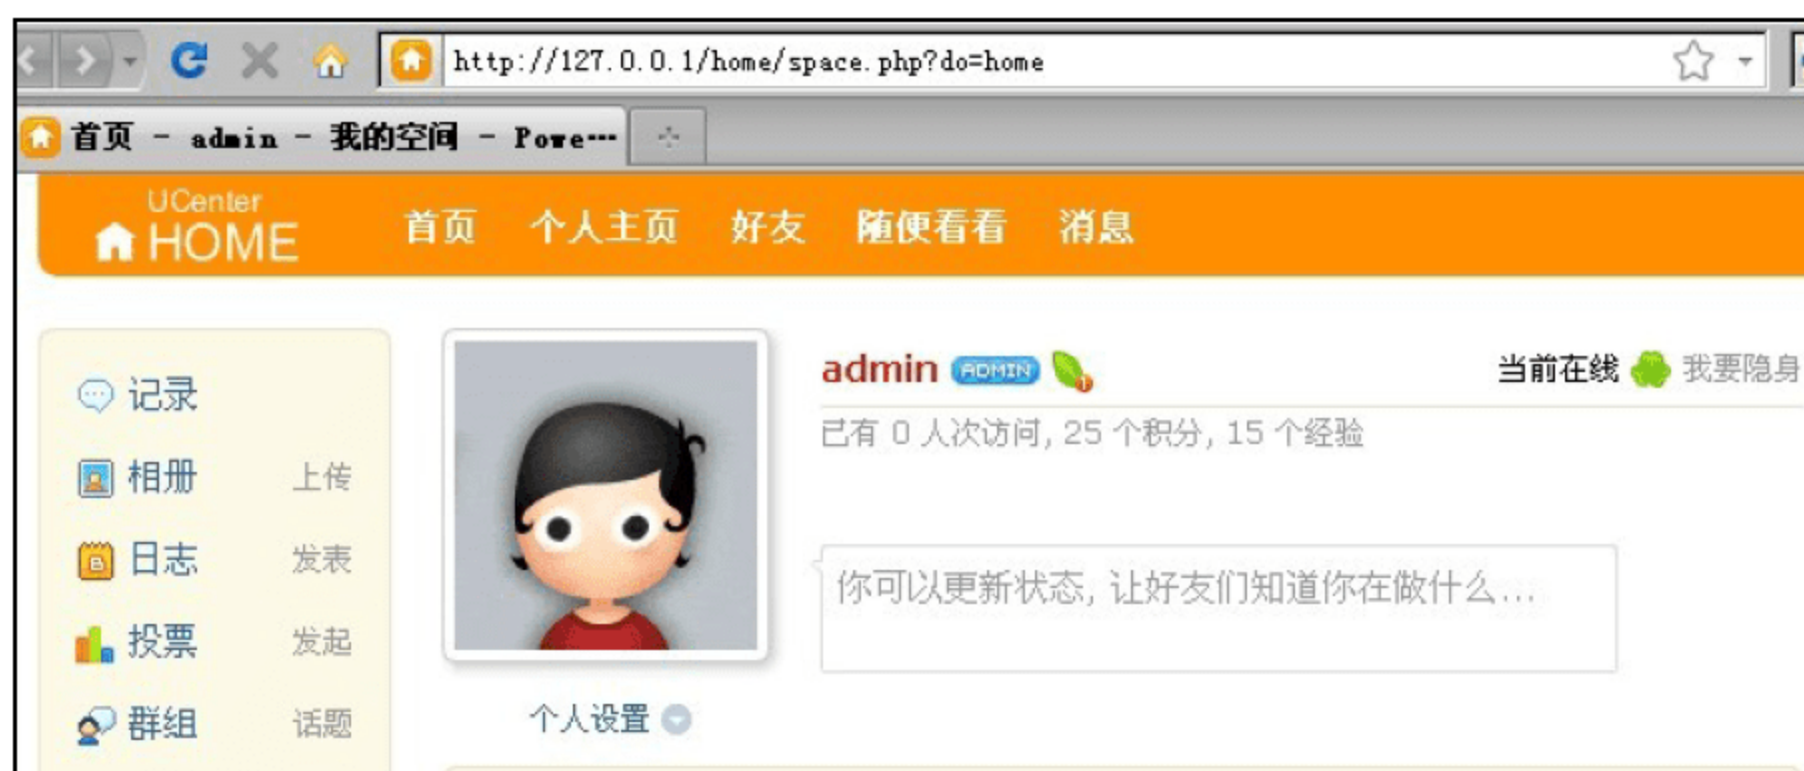 http://127.0.0.1/home/space.php?do=home
首页 - admin - 我的空间 - Powe…
UCenter
HOME
首页 个人主页 好友 随便看看 消息
记录
相册 上传
日志 发表
投票 发起
群组 话题
admin ADMIN 1
当前在线 我要隐身
已有 0 人次访问, 25 个积分, 15 个经验
你可以更新状态, 让好友们知道你在做什么...
个人设置